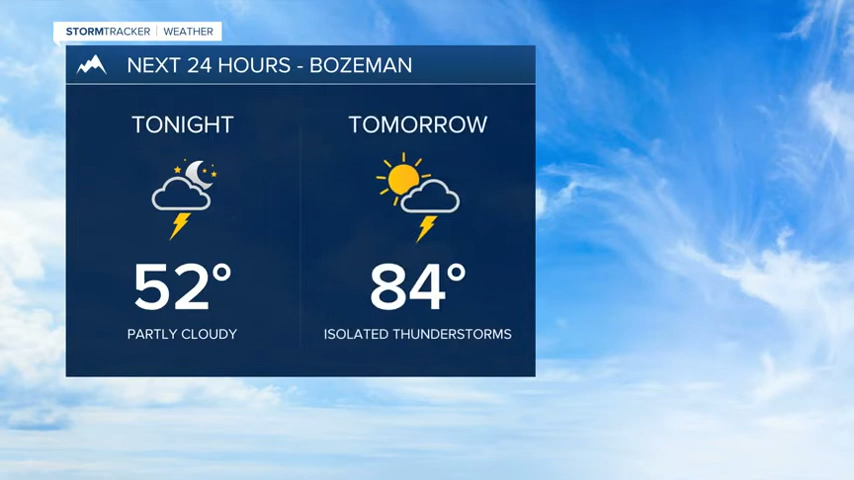 STORMTRACKER | WEATHER
NEXT 24 HOURS - BOZEMAN
TONIGHT
52°
PARTLY CLOUDY
TOMORROW
84°
ISOLATED THUNDERSTORMS